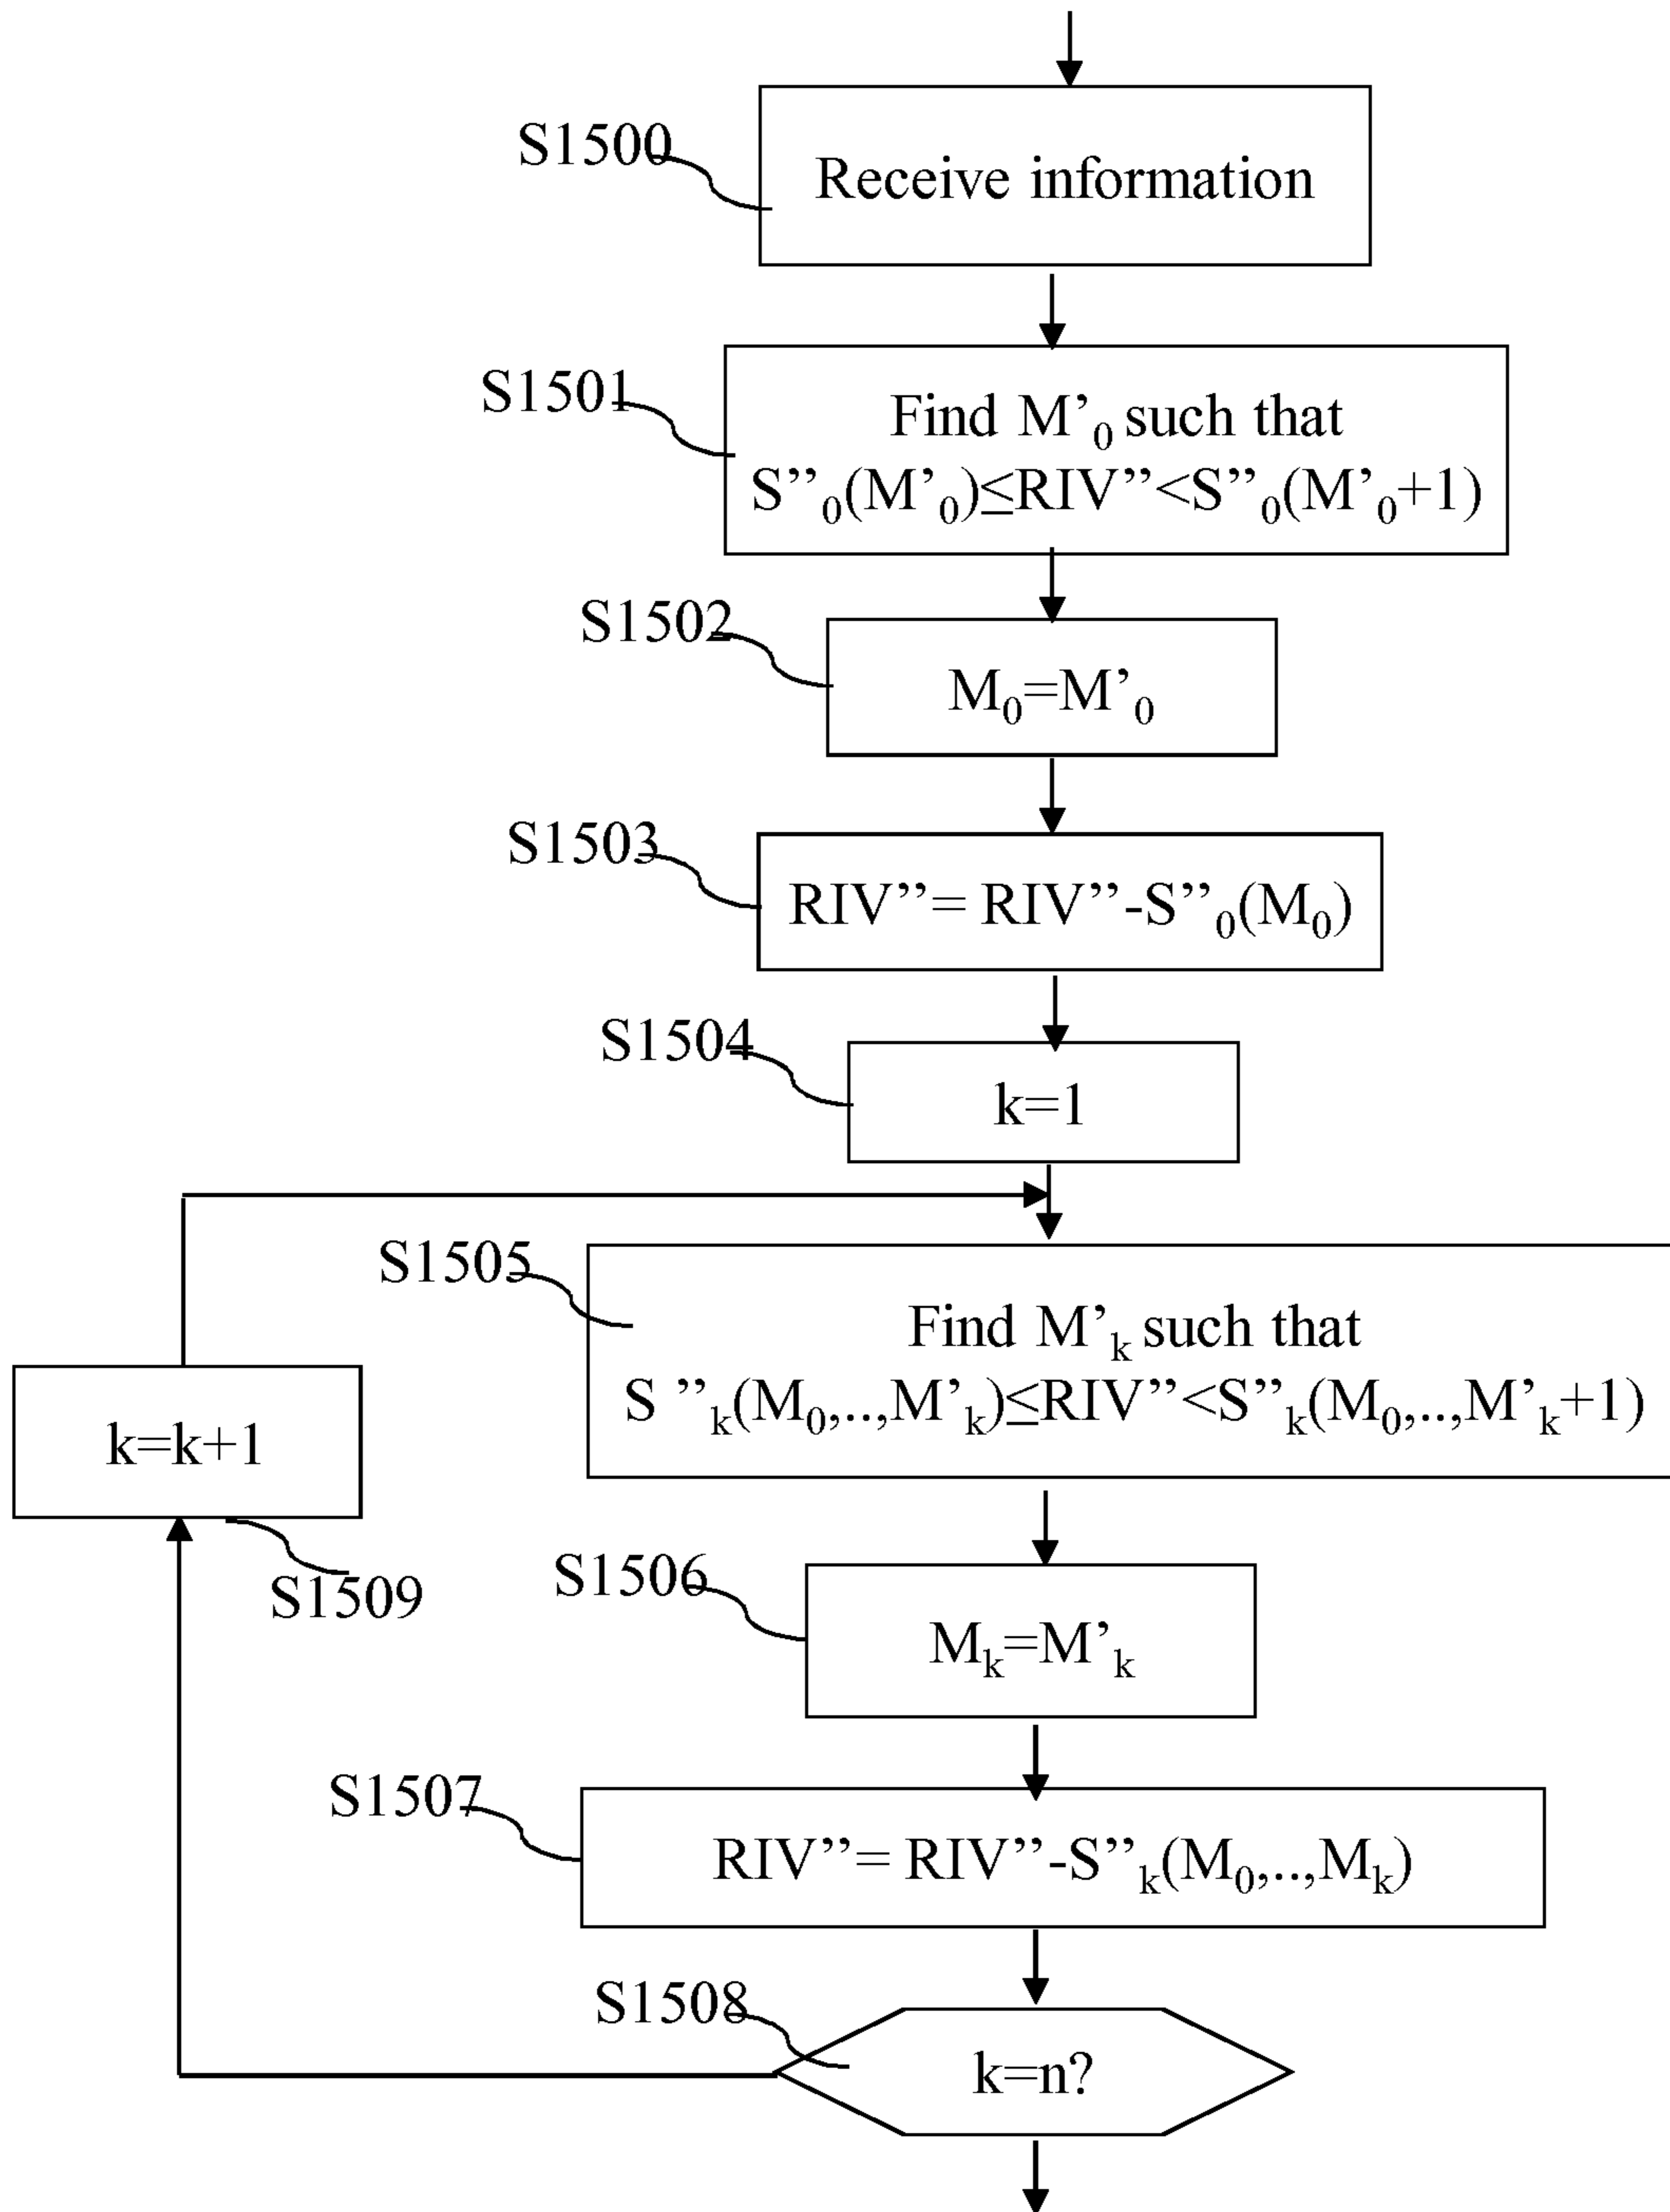 S1500
Receive information
S1501
Find M’₀ such that
S”₀(M’₀)≤RIV”<S”₀(M’₀+1)
S1502
M₀=M’₀
S1503
RIV”= RIV”-S”₀(M₀)
S1504
k=1
S1505
Find M’ₖ such that
S ”ₖ(M₀,..,M’ₖ)≤RIV”<S”ₖ(M₀,..,M’ₖ+1)
k=k+1
S1509
S1506
Mₖ=M’ₖ
S1507
RIV”= RIV”-S”ₖ(M₀,..,Mₖ)
S1508
k=n?